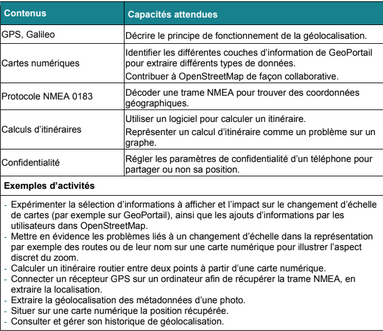 Contenus
Capacités attendues
GPS, Galileo
Décrire le principe de fonctionnement de la géolocalisation.
Cartes numériques
Identifier les différentes couches d'information de GeoPortail
pour extraire différents types de données.
Contribuer à OpenStreetMap de façon collaborative.
Protocole NMEA 0183
Décoder une trame NMEA pour trouver des coordonnées
géographiques.
Calculs d'itinéraires
Utiliser un logiciel pour calculer un itinéraire.
Représenter un calcul d'itinéraire comme un problème sur un
graphe.
Confidentialité
Régler les paramètres de confidentialité d'un téléphone pour
partager ou non sa position.
Exemples d'activités
- Expérimenter la sélection d'informations à afficher et l'impact sur le changement d'échelle
de cartes (par exemple sur GeoPortail), ainsi que les ajouts d'informations par les
utilisateurs dans OpenStreetMap.
- Mettre en évidence les problèmes liés à un changement d'échelle dans la représentation
par exemple des routes ou de leur nom sur une carte numérique pour illustrer l'aspect
discret du zoom.
- Calculer un itinéraire routier entre deux points à partir d'une carte numérique.
- Connecter un récepteur GPS sur un ordinateur afin de récupérer la trame NMEA, en
extraire la localisation.
- Extraire la géolocalisation des métadonnées d'une photo.
- Situer sur une carte numérique la position récupérée.
- Consulter et gérer son historique de géolocalisation.